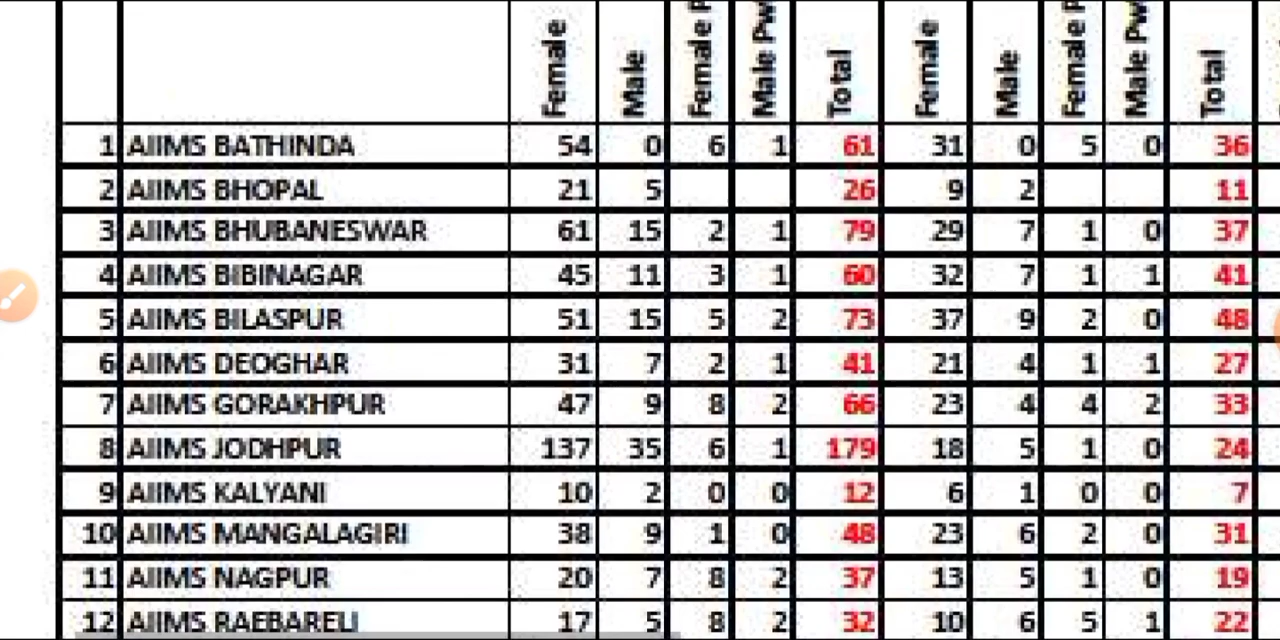 Female Male Female P Male Pw Total Female Male Female P Male Pw Total
1 AIIMS BATHINDA 54 0 6 1 61 31 0 5 0 36
2 AIIMS BHOPAL 21 5 26 9 2 11
3 AIIMS BHUBANESWAR 61 15 2 1 79 29 7 1 0 37
4 AIIMS BIBINAGAR 45 11 3 1 60 32 7 1 1 41
5 AIIMS BILASPUR 51 15 5 2 73 37 9 2 0 48
6 AIIMS DEOGHAR 31 7 2 1 41 21 4 1 1 27
7 AIIMS GORAKHPUR 47 9 8 2 66 23 4 4 2 33
8 AIIMS JODHPUR 137 35 6 1 179 18 5 1 0 24
9 AIIMS KALYANI 10 2 0 0 12 6 1 0 0 7
10 AIIMS MANGALAGIRI 38 9 1 0 48 23 6 2 0 31
11 AIIMS NAGPUR 20 7 8 2 37 13 5 1 0 19
12 AIIMS RAEBARELI 17 5 8 2 32 10 6 5 1 22